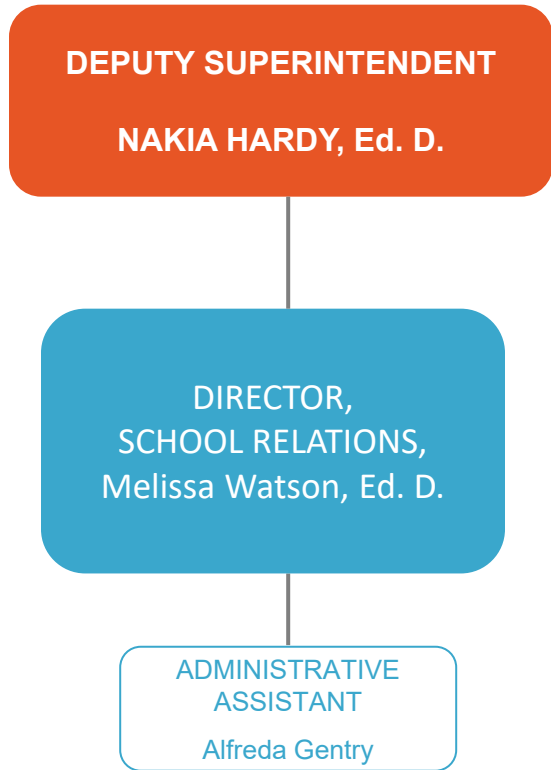 DEPUTY SUPERINTENDENT
NAKIA HARDY, Ed. D.
DIRECTOR,
SCHOOL RELATIONS,
Melissa Watson, Ed. D.
ADMINISTRATIVE
ASSISTANT
Alfreda Gentry